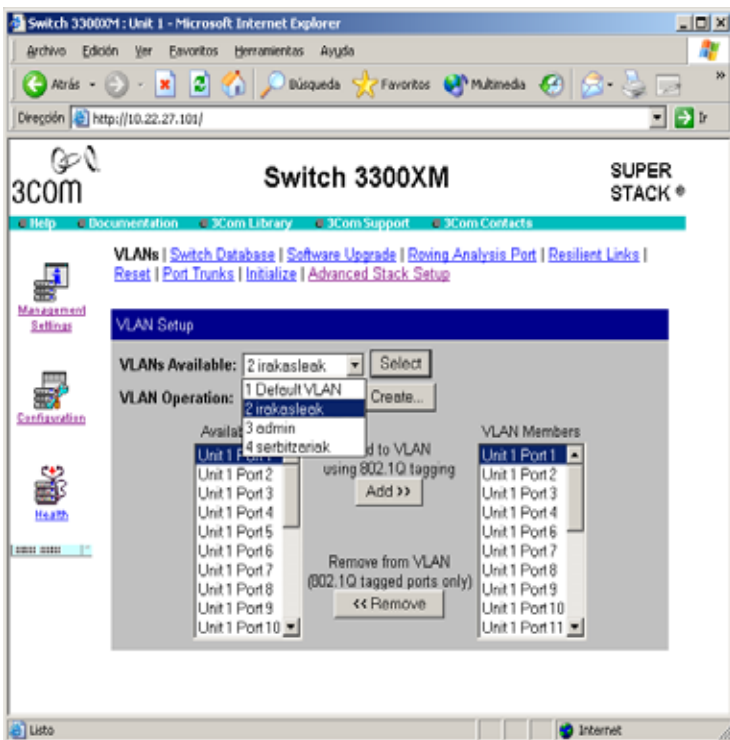 Switch 3300XM : Unit 1 - Microsoft Internet Explorer
Archivo Edición Ver Favoritos Herramientas Ayuda
Atrás Búsqueda Favoritos Multimedia »
Dirección http://10.22.27.101/ Ir
3COM Switch 3300XM SUPER
STACK ®
Help Documentation 3Com Library 3Com Support 3Com Contacts
VLANs | Switch Database | Software Upgrade | Roving Analysis Port | Resilient Links |
Reset | Port Trunks | Initialize | Advanced Stack Setup
Management
Settings
Configuration
Health
VLAN Setup
VLANs Available: 2 irakasleak Select
VLAN Operation: Create...
1 Default VLAN
2 irakasleak
3 admin
4 serbitzariak
Unit 1 Port 2
Unit 1 Port 3
Unit 1 Port 4
Unit 1 Port 5
Unit 1 Port 6
Unit 1 Port 7
Unit 1 Port 8
Unit 1 Port 9
Unit 1 Port 10
to VLAN
using 802.1Q tagging
Add >>
Remove from VLAN
(802.1Q tagged ports only)
<< Remove
VLAN Members
Unit 1 Port 1
Unit 1 Port 2
Unit 1 Port 3
Unit 1 Port 4
Unit 1 Port 6
Unit 1 Port 7
Unit 1 Port 8
Unit 1 Port 9
Unit 1 Port 10
Unit 1 Port 11
Listo Internet